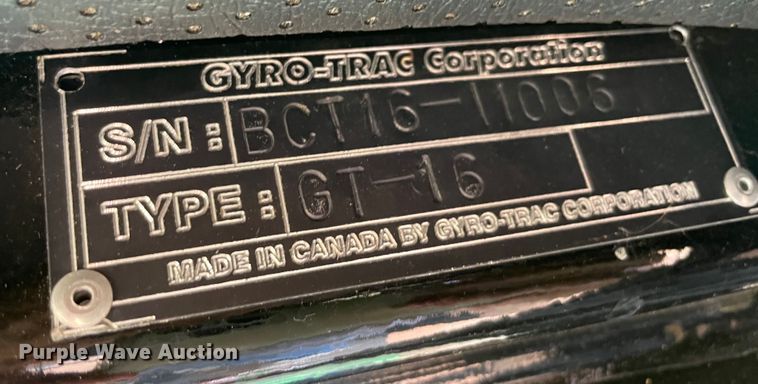 GYRO-TRAC Corporation
S/N: BCT16-11006
TYPE: GT-16
MADE IN CANADA BY GYRO-TRAC CORPORATION
Purple Wave Auction